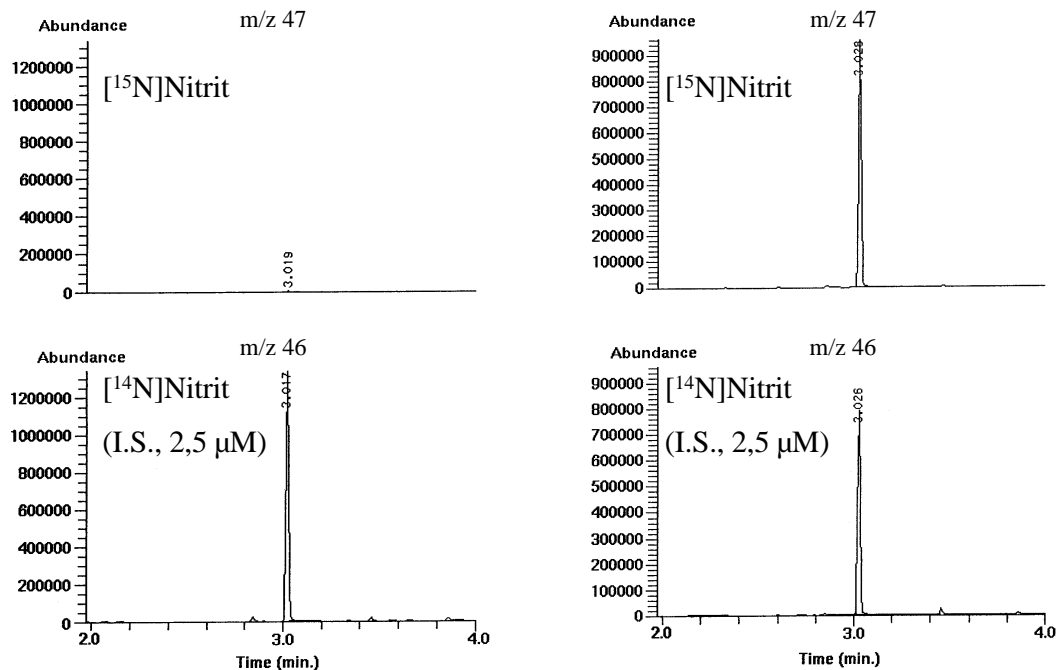 m/z 47
Abundance
1200000
1000000
800000
600000
400000
200000
0
[¹⁵N]Nitrit
3.019
m/z 47
Abundance
900000
800000
700000
600000
500000
400000
300000
200000
100000
0
[¹⁵N]Nitrit
3.028
m/z 46
Abundance
1200000
1000000
800000
600000
400000
200000
0
[¹⁴N]Nitrit
(I.S., 2,5 µM)
3.017
2.0 3.0 4.0
Time (min.)
m/z 46
Abundance
900000
800000
700000
600000
500000
400000
300000
200000
100000
0
[¹⁴N]Nitrit
(I.S., 2,5 µM)
3.026
2.0 3.0 4.0
Time (min.)